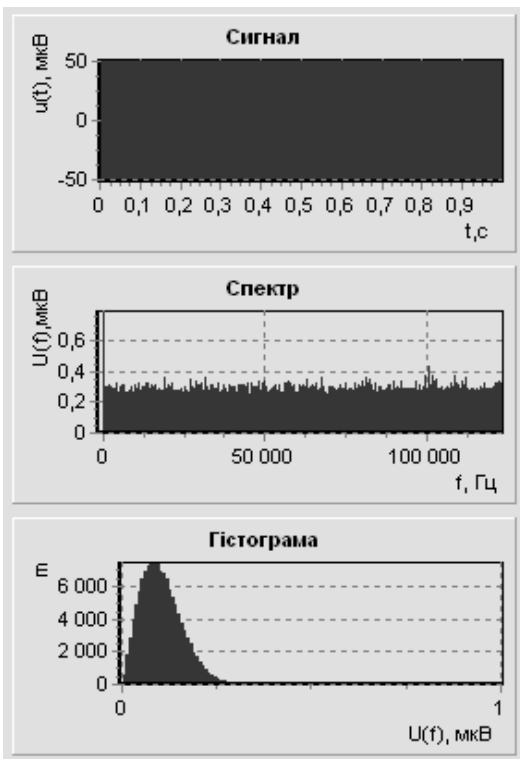 Сигнал
u(t), мкВ
50
0
-50
0 0,1 0,2 0,3 0,4 0,5 0,6 0,7 0,8 0,9
t,c
Спектр
U(f),мкВ
0,6
0,4
0,2
0
0 50 000 100 000
f, Гц
Гістограма
m
6 000
4 000
2 000
0
0 1
U(f), мкВ